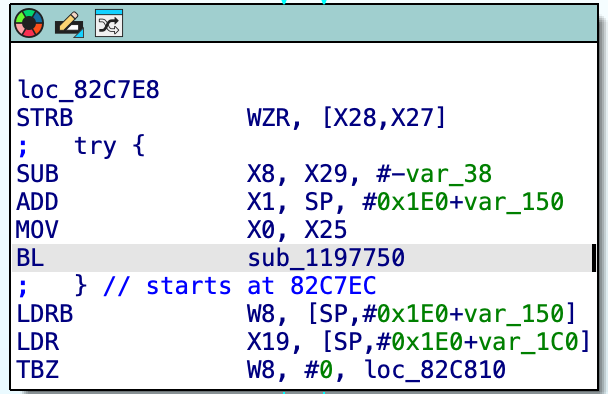 loc_82C7E8
STRB WZR, [X28,X27]
; try {
SUB X8, X29, #-var_38
ADD X1, SP, #0x1E0+var_150
MOV X0, X25
BL sub_1197750
; } // starts at 82C7EC
LDRB W8, [SP,#0x1E0+var_150]
LDR X19, [SP,#0x1E0+var_1C0]
TBZ W8, #0, loc_82C810